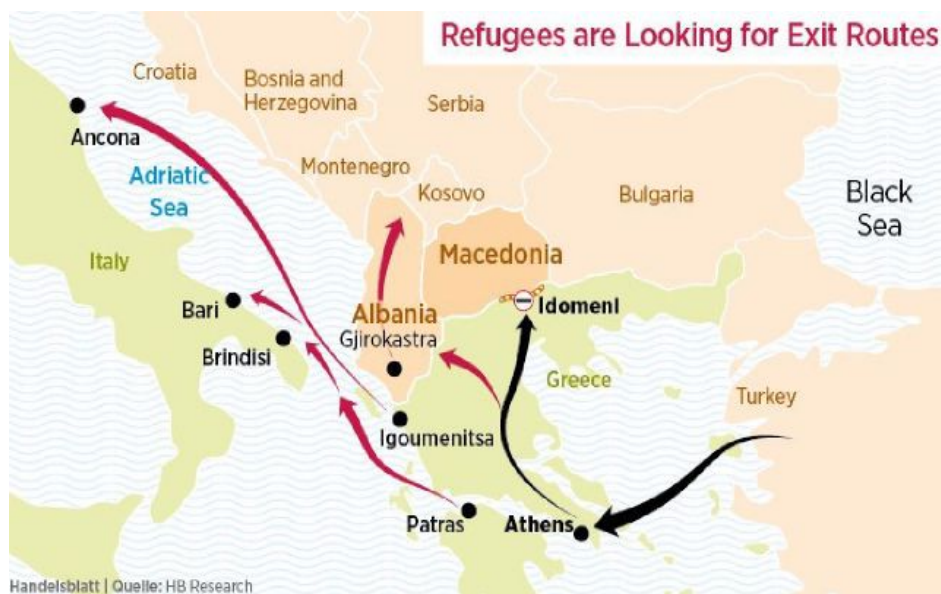 Refugees are Looking for Exit Routes
Croatia
Bosnia and
Herzegovina
Serbia
Ancona
Montenegro
Adriatic
Sea
Kosovo
Bulgaria
Black
Sea
Macedonia
Italy
Bari
Albania
Idomeni
Gjirokastra
Brindisi
Greece
Turkey
Igoumenitsa
Patras
Athens
Handelsblatt | Quelle: HB Research